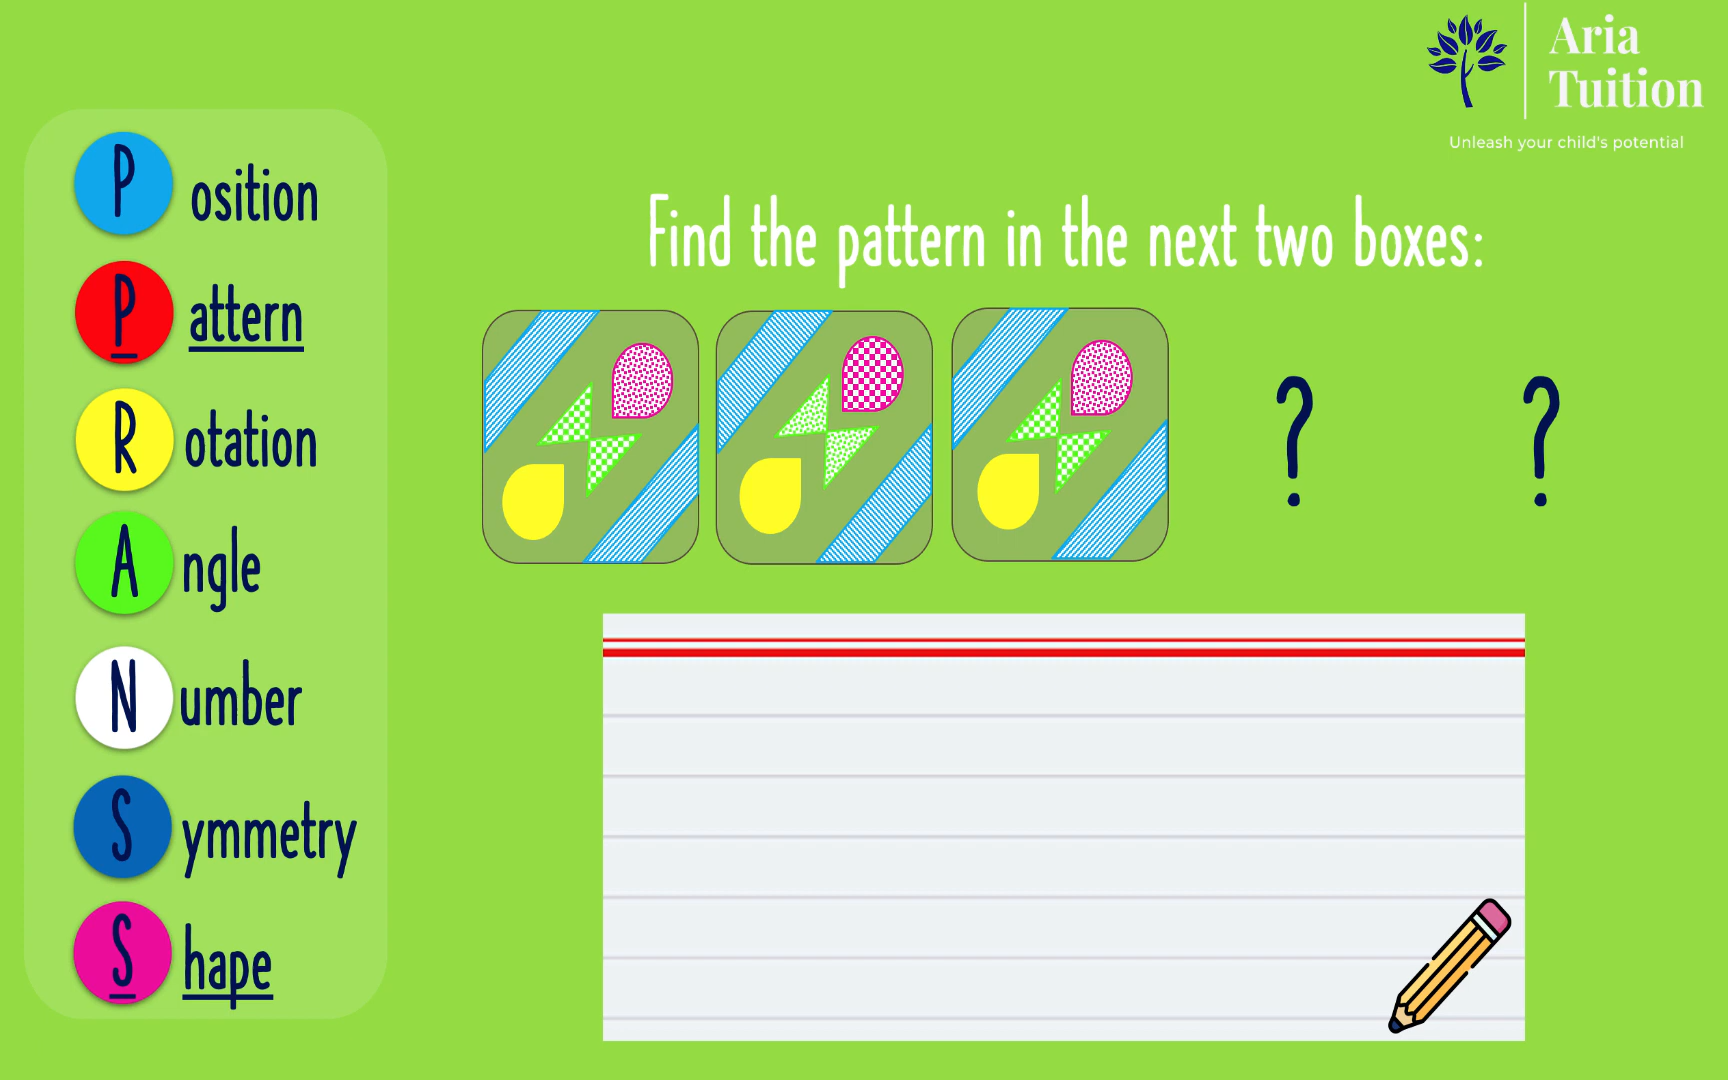 Aria
Tuition
Unleash your child's potential
Position
Pattern
Rotation
Angle
Number
Symmetry
Shape
Find the pattern in the next two boxes:
? ?